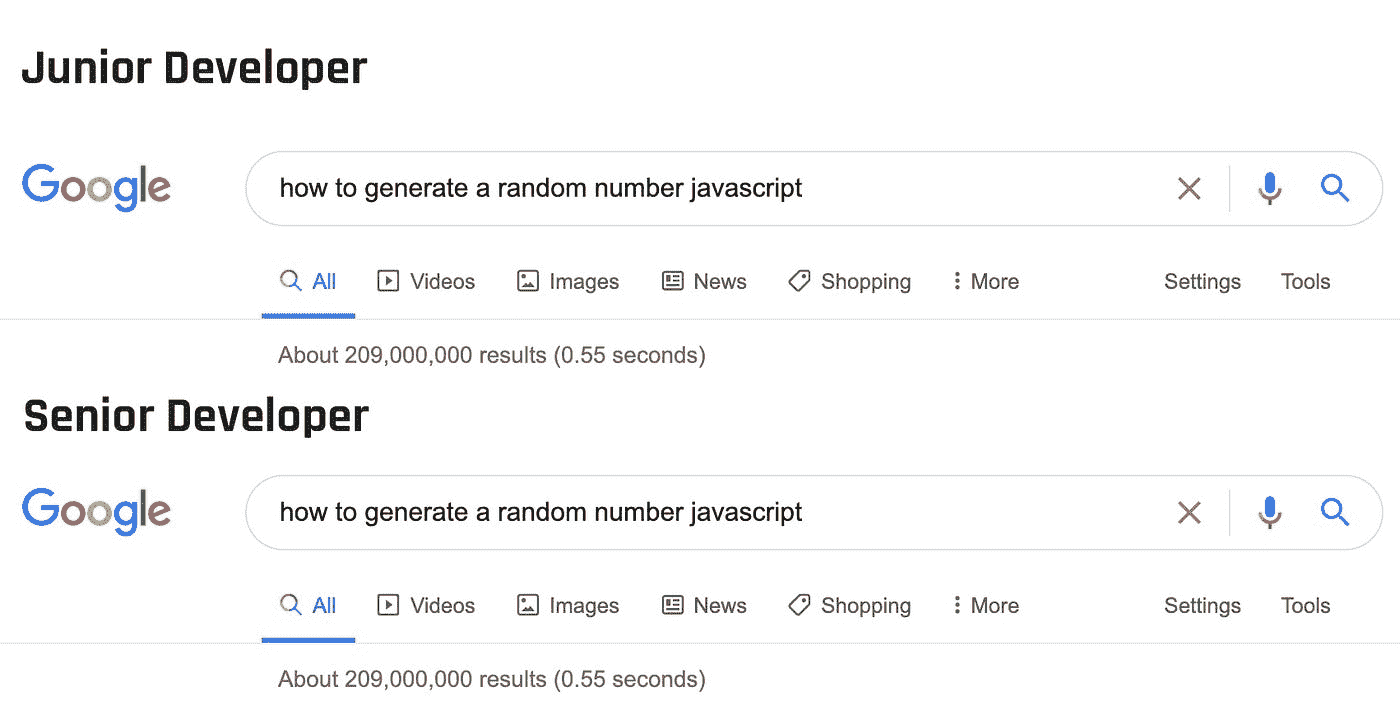 Junior Developer
Google how to generate a random number javascript
All Videos Images News Shopping More Settings Tools
About 209,000,000 results (0.55 seconds)
Senior Developer
Google how to generate a random number javascript
All Videos Images News Shopping More Settings Tools
About 209,000,000 results (0.55 seconds)